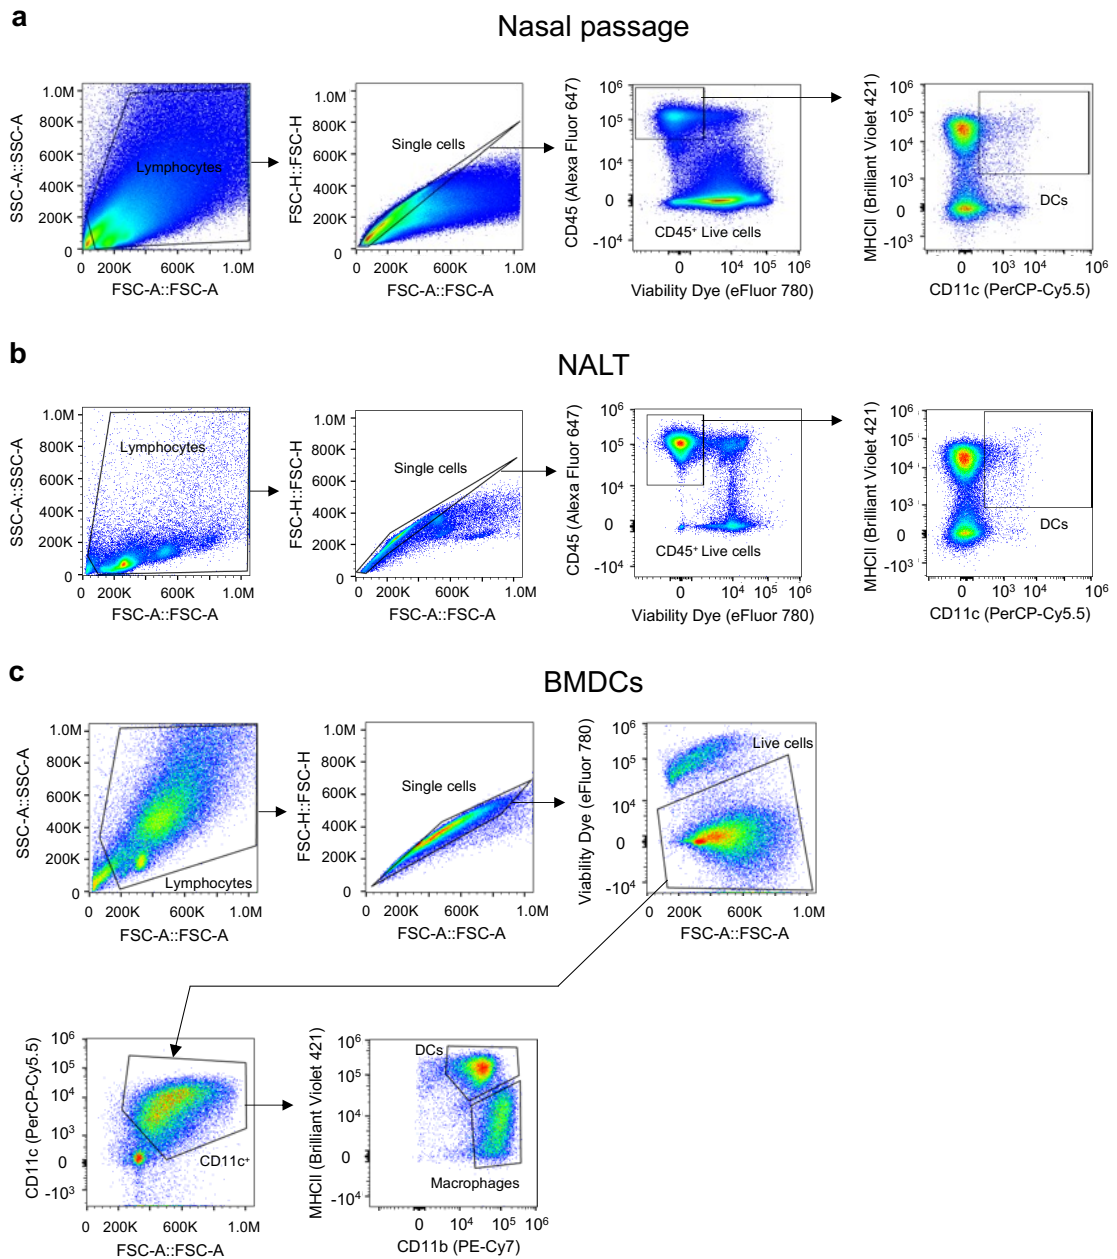 a
Nasal passage
SSC-A::SSC-A
1.0M
800K
600K
400K
200K
0
Lymphocytes
0 200K 600K 1.0M
FSC-A::FSC-A
FSC-H::FSC-H
1.0M
800K
600K
400K
200K
0
Single cells
0 200K 600K 1.0M
FSC-A::FSC-A
CD45 (Alexa Fluor 647)
10⁶
10⁵
10⁴
0
-10⁴
CD45⁺ Live cells
0 10⁴ 10⁵ 10⁶
Viability Dye (eFluor 780)
MHCII (Brilliant Violet 421)
10⁶
10⁵
10⁴
10³
0
-10³
DCs
0 10³ 10⁴ 10⁶
CD11c (PerCP-Cy5.5)
b
NALT
SSC-A::SSC-A
1.0M
800K
600K
400K
200K
0
Lymphocytes
0 200K 600K 1.0M
FSC-A::FSC-A
FSC-H::FSC-H
1.0M
800K
600K
400K
200K
0
Single cells
0 200K 600K 1.0M
FSC-A::FSC-A
CD45 (Alexa Fluor 647)
10⁶
10⁵
10⁴
0
-10⁴
CD45⁺ Live cells
0 10⁴ 10⁵ 10⁶
Viability Dye (eFluor 780)
MHCII (Brilliant Violet 421)
10⁶
10⁵
10⁴
10³
0
-10³
DCs
0 10³ 10⁴ 10⁶
CD11c (PerCP-Cy5.5)
c
BMDCs
SSC-A::SSC-A
1.0M
800K
600K
400K
200K
0
Lymphocytes
0 200K 600K 1.0M
FSC-A::FSC-A
FSC-H::FSC-H
1.0M
800K
600K
400K
200K
0
Single cells
0 200K 600K 1.0M
FSC-A::FSC-A
Viability Dye (eFluor 780)
10⁶
10⁵
10⁴
0
-10⁴
Live cells
0 200K 600K 1.0M
FSC-A::FSC-A
CD11c (PerCP-Cy5.5)
10⁶
10⁵
10⁴
10³
0
-10³
CD11c⁺
0 200K 600K 1.0M
FSC-A::FSC-A
MHCII (Brilliant Violet 421)
10⁶
10⁵
10⁴
0
-10⁴
DCs
Macrophages
0 10⁴ 10⁵ 10⁶
CD11b (PE-Cy7)